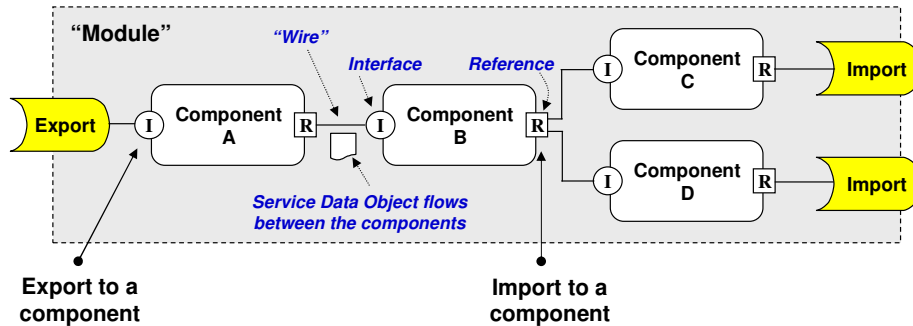 “Module”
“Wire”
Interface
Reference
Export
I
Component
A
R
I
Component
B
R
I
Component
C
R
Import
I
Component
D
R
Import
Service Data Object flows
between the components
Export to a
component
Import to a
component